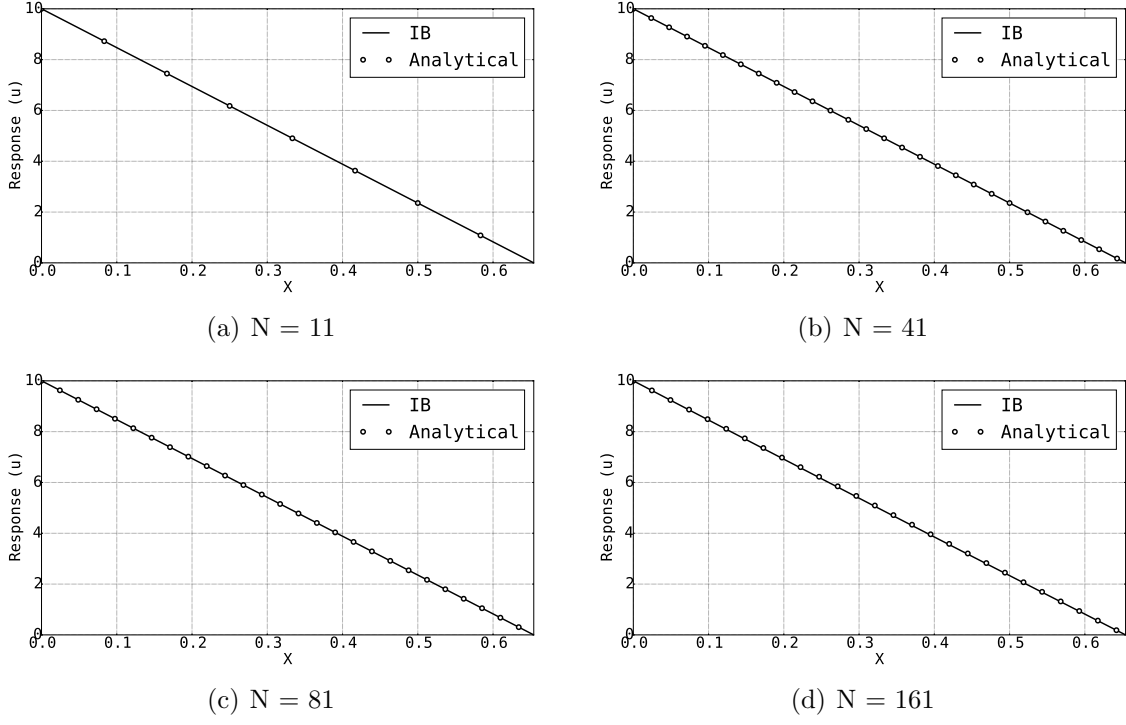 10
8
6
4
2
0
Response (u)
0.0 0.1 0.2 0.3 0.4 0.5 0.6
X
IB
Analytical
(a) N = 11
10
8
6
4
2
0
Response (u)
0.0 0.1 0.2 0.3 0.4 0.5 0.6
X
IB
Analytical
(b) N = 41
10
8
6
4
2
0
Response (u)
0.0 0.1 0.2 0.3 0.4 0.5 0.6
X
IB
Analytical
(c) N = 81
10
8
6
4
2
0
Response (u)
0.0 0.1 0.2 0.3 0.4 0.5 0.6
X
IB
Analytical
(d) N = 161